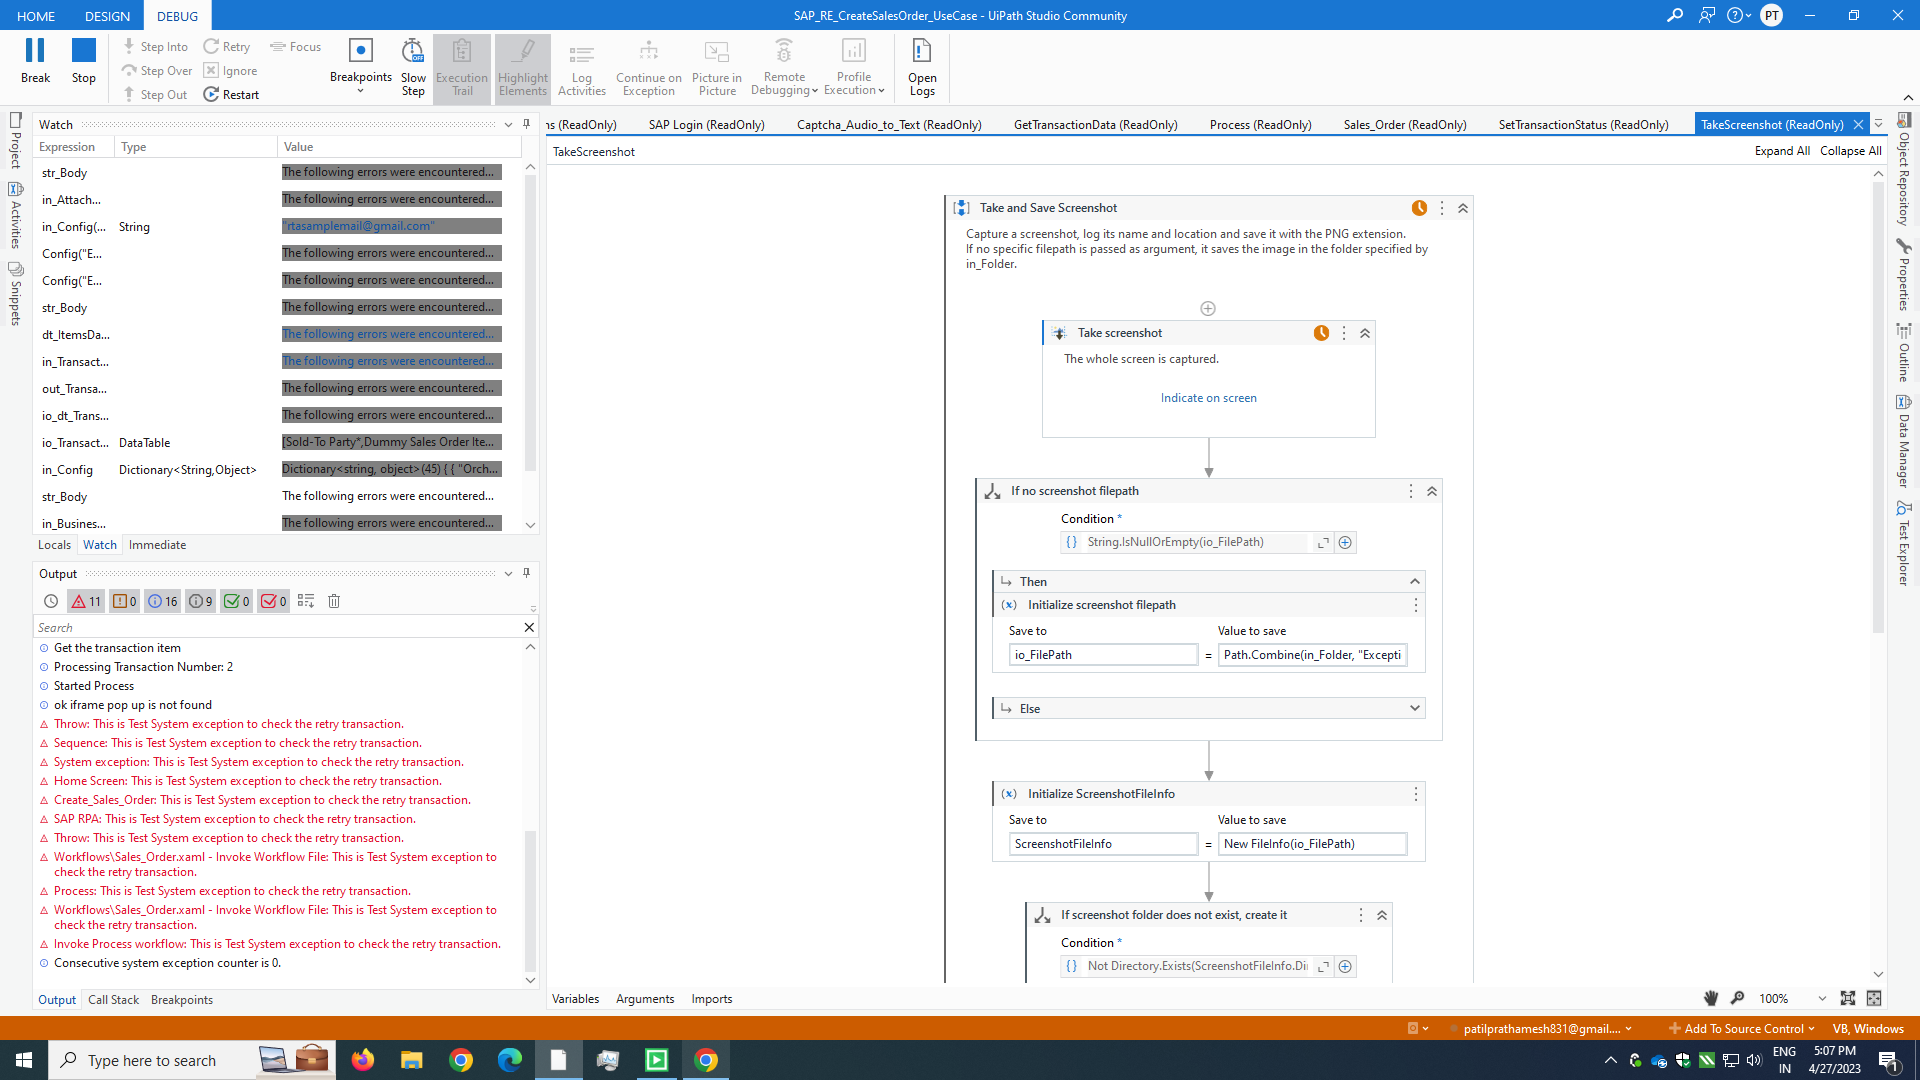 HOME DESIGN DEBUG
SAP_RE_CreateSalesOrder_UseCase - UiPath Studio Community
PT
Break
Stop
Step Into
Step Over
Step Out
Retry
Ignore
Restart
Focus
Breakpoints
Slow Step
Execution Trail
Highlight Elements
Log Activities
Continue on Exception
Picture in Picture
Remote Debugging
Profile Execution
Open Logs
Project
Activities
Snippets
Watch
Expression Type Value
str_Body The following errors were encountered...
in_Attach... The following errors were encountered...
in_Config(... String "rtasamplemail@gmail.com"
Config("E... The following errors were encountered...
Config("E... The following errors were encountered...
str_Body The following errors were encountered...
dt_ItemsDa... The following errors were encountered...
in_Transact... The following errors were encountered...
out_Transa... The following errors were encountered...
io_dt_Trans... The following errors were encountered...
io_Transact... DataTable [Sold-To Party*,Dummy Sales Order Ite...
in_Config Dictionary<String,Object> Dictionary<string, object>(45) { { "Orch...
str_Body The following errors were encountered...
in_Busines... The following errors were encountered...
Locals Watch Immediate
Output
11 0 16 9 0 0
Search
Get the transaction item
Processing Transaction Number: 2
Started Process
ok iframe pop up is not found
Throw: This is Test System exception to check the retry transaction.
Sequence: This is Test System exception to check the retry transaction.
System exception: This is Test System exception to check the retry transaction.
Home Screen: This is Test System exception to check the retry transaction.
Create_Sales_Order: This is Test System exception to check the retry transaction.
SAP RPA: This is Test System exception to check the retry transaction.
Throw: This is Test System exception to check the retry transaction.
Workflows\Sales_Order.xaml - Invoke Workflow File: This is Test System exception to
check the retry transaction.
Process: This is Test System exception to check the retry transaction.
Workflows\Sales_Order.xaml - Invoke Workflow File: This is Test System exception to
check the retry transaction.
Invoke Process workflow: This is Test System exception to check the retry transaction.
Consecutive system exception counter is 0.
Output Call Stack Breakpoints
ns (ReadOnly) SAP Login (ReadOnly) Captcha_Audio_to_Text (ReadOnly) GetTransactionData (ReadOnly) Process (ReadOnly) Sales_Order (ReadOnly) SetTransactionStatus (ReadOnly) TakeScreenshot (ReadOnly)
TakeScreenshot
Expand All Collapse All
Take and Save Screenshot
Capture a screenshot, log its name and location and save it with the PNG extension.
If no specific filepath is passed as argument, it saves the image in the folder specified by
in_Folder.
Take screenshot
The whole screen is captured.
Indicate on screen
If no screenshot filepath
Condition *
{} String.IsNullOrEmpty(io_FilePath)
Then
(x) Initialize screenshot filepath
Save to Value to save
io_FilePath = Path.Combine(in_Folder, "Excepti
Else
(x) Initialize ScreenshotFileInfo
Save to Value to save
ScreenshotFileInfo = New FileInfo(io_FilePath)
If screenshot folder does not exist, create it
Condition *
{} Not Directory.Exists(ScreenshotFileInfo.Dir
Variables Arguments Imports
100%
Object Repository
Properties
Outline
Data Manager
Test Explorer
patilprathamesh831@gmail.... Add To Source Control VB, Windows
Type here to search
ENG
IN
5:07 PM
4/27/2023
1